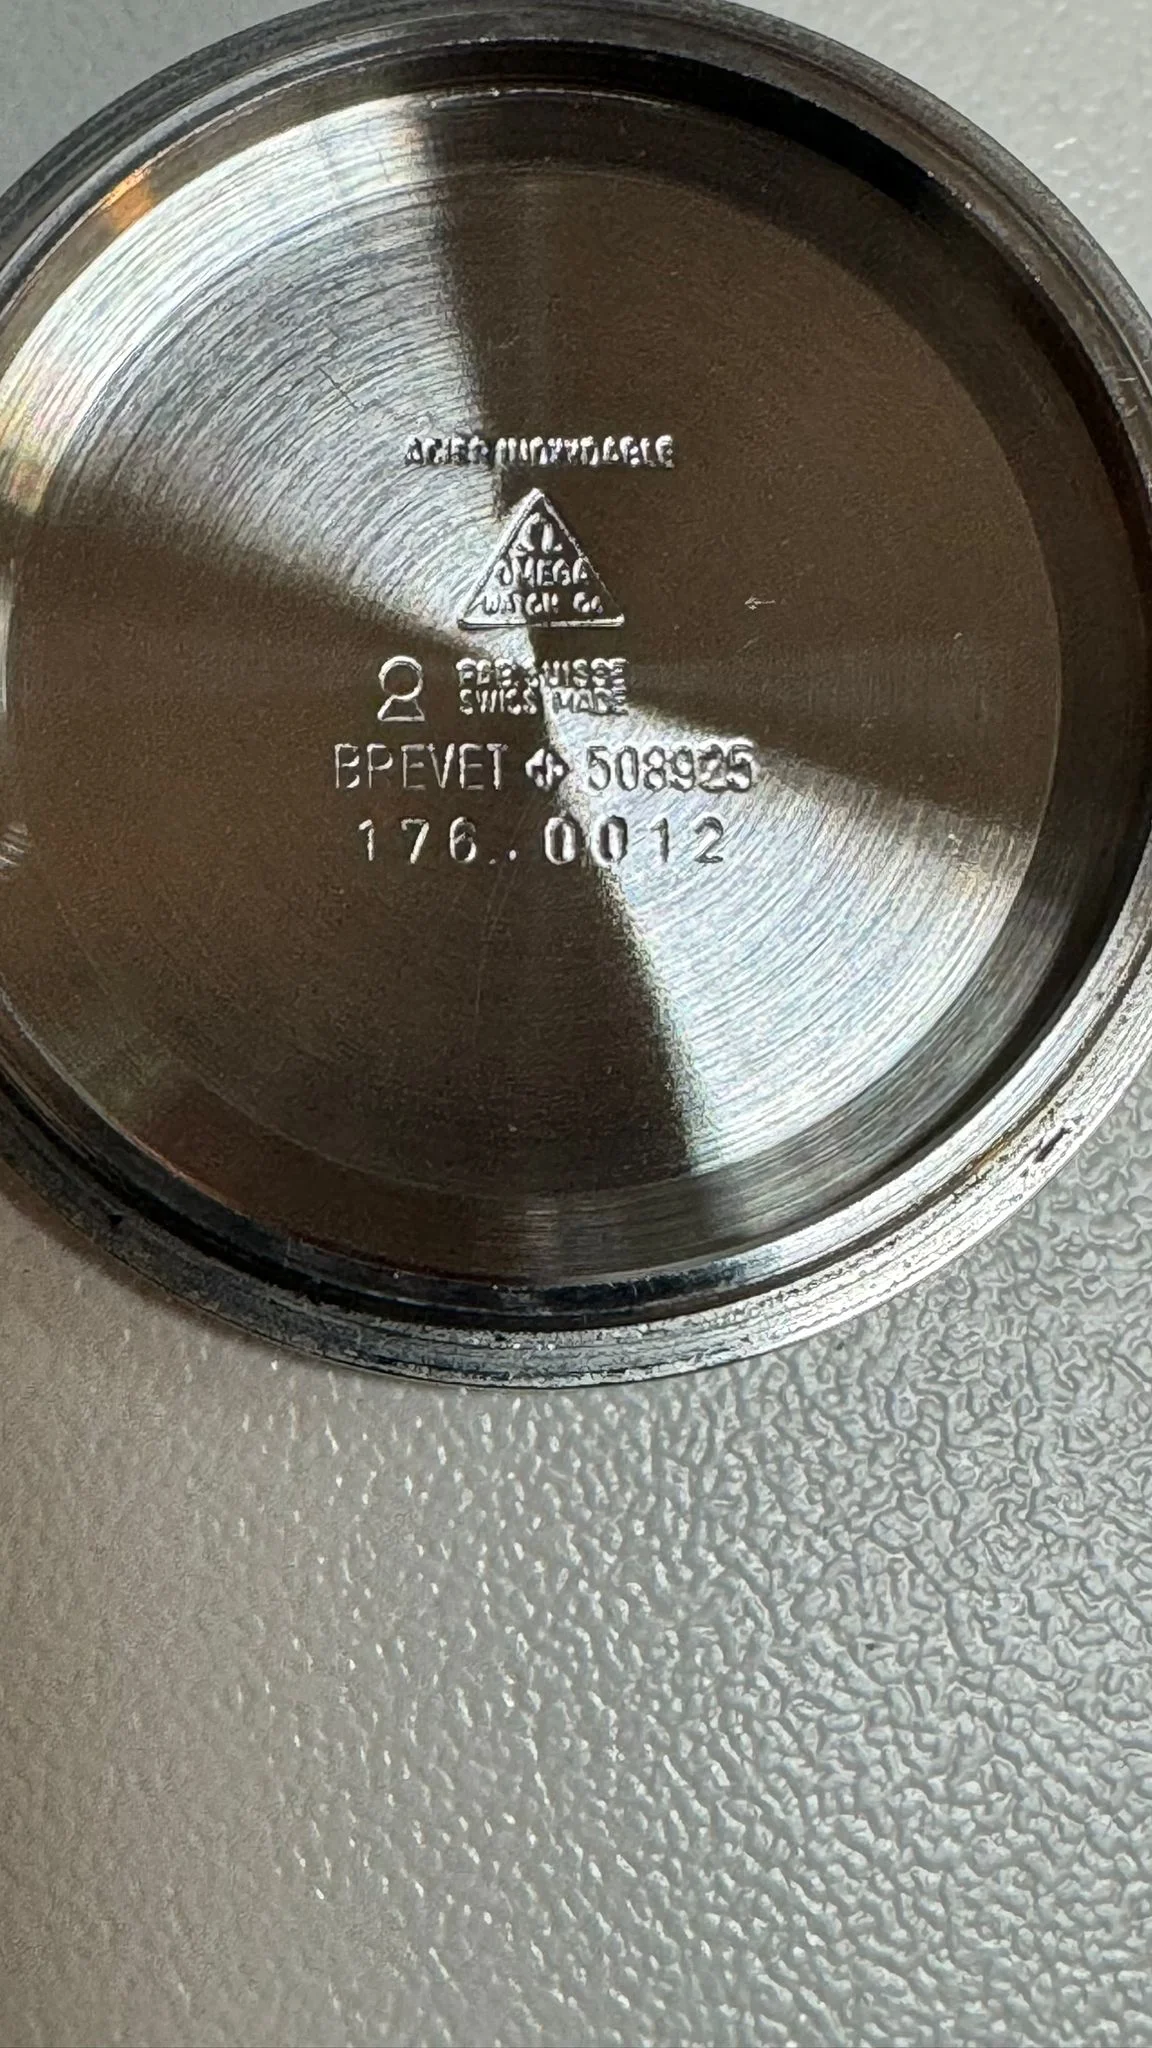 ACIER INOXYDABLE
Ω
OMEGA
WATCH Co
FAB. SUISSE
SWISS MADE
BREVET ✥ 508925
176..0012